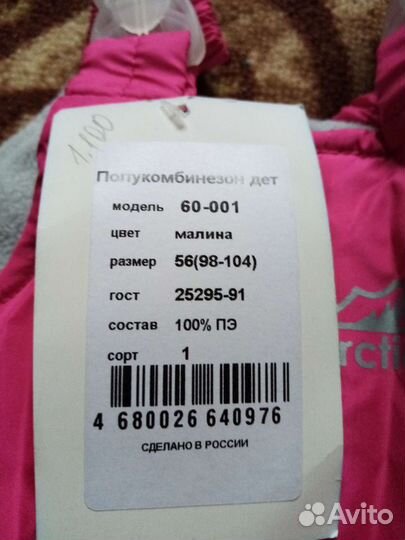 1.100
Полукомбинезон дет
модель 60-001
цвет малина
размер 56(98-104)
гост 25295-91
состав 100% ПЭ
сорт 1
4 680026 640976
СДЕЛАНО В РОССИИ
rcti
Avito